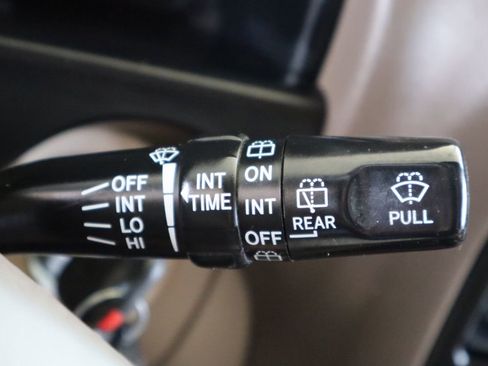 OFF
INT
LO
HI
INT
TIME
ON
INT
OFF
REAR
PULL